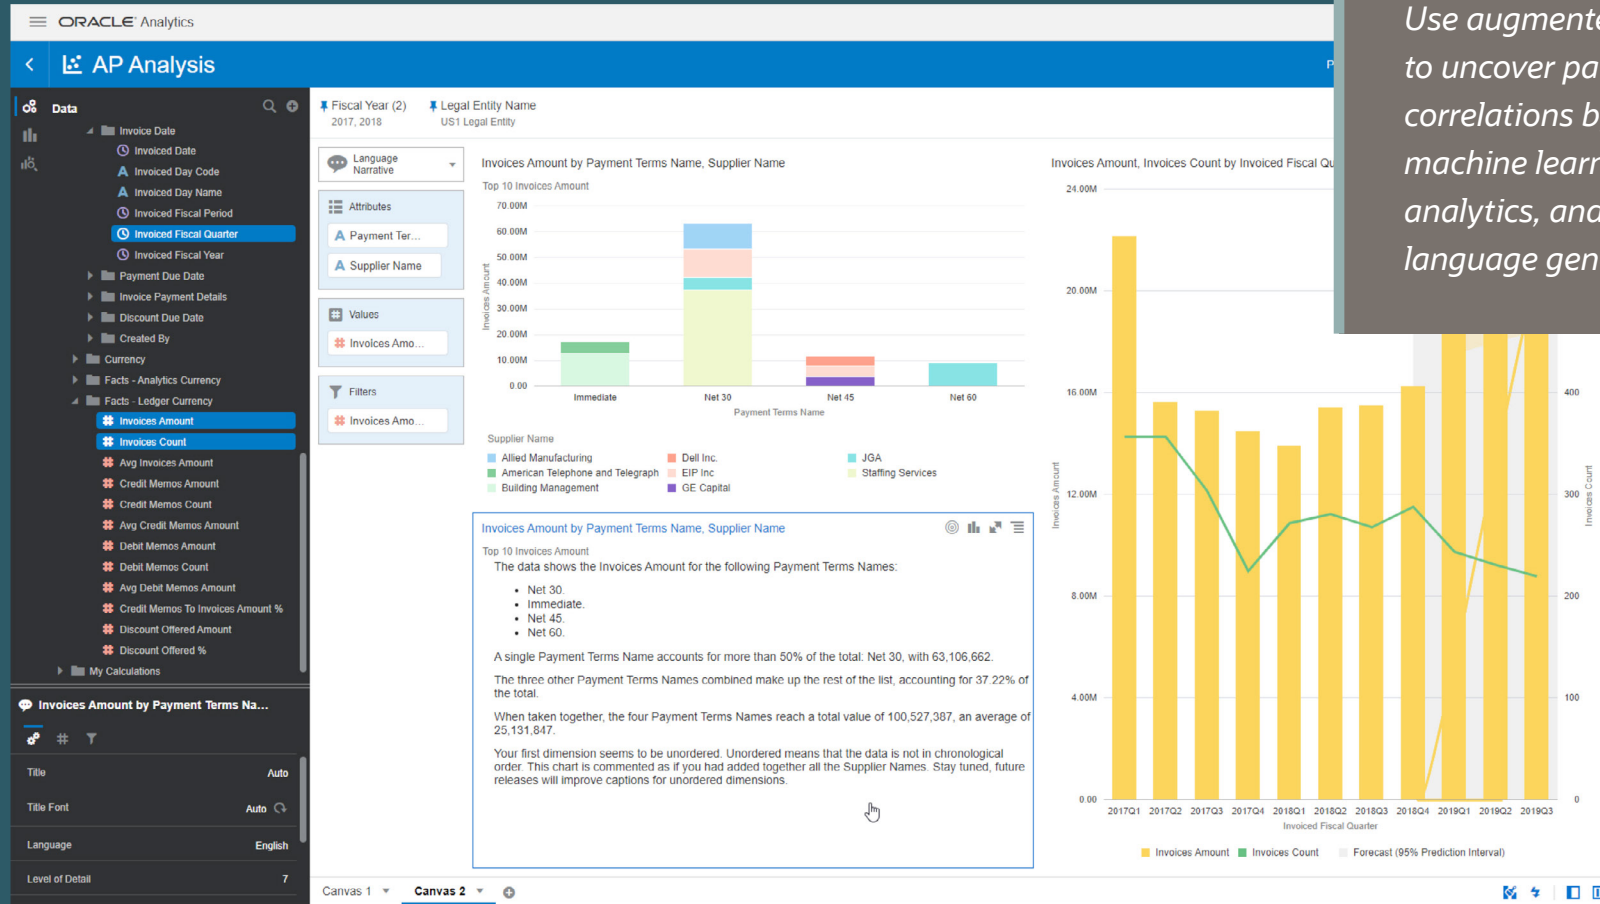 ORACLE Analytics
AP Analysis
Use augmente
to uncover pa
correlations b
machine learn
analytics, and
language gen
Data
Invoice Date
Invoiced Date
Invoiced Day Code
Invoiced Day Name
Invoiced Fiscal Period
Invoiced Fiscal Quarter
Invoiced Fiscal Year
Payment Due Date
Invoice Payment Details
Discount Due Date
Created By
Currency
Facts - Analytics Currency
Facts - Ledger Currency
Invoices Amount
Invoices Count
Avg Invoices Amount
Credit Memos Amount
Credit Memos Count
Avg Credit Memos Amount
Debit Memos Amount
Debit Memos Count
Avg Debit Memos Amount
Credit Memos To Invoices Amount %
Discount Offered Amount
Discount Offered %
My Calculations
Invoices Amount by Payment Terms Na...
Title Auto
Title Font Auto
Language English
Level of Detail 7
Fiscal Year (2)
2017, 2018
Legal Entity Name
US1 Legal Entity
Language
Narrative
Attributes
Payment Ter...
Supplier Name
Values
Invoices Amo...
Filters
Invoices Amo...
Invoices Amount by Payment Terms Name, Supplier Name
Top 10 Invoices Amount
70.00M
60.00M
50.00M
40.00M
30.00M
20.00M
10.00M
0.00
Invoices Amount
Immediate Net 30 Net 45 Net 60
Payment Terms Name
Supplier Name
Allied Manufacturing Dell Inc. JGA
American Telephone and Telegraph EIP Inc Staffing Services
Building Management GE Capital
Invoices Amount by Payment Terms Name, Supplier Name
Top 10 Invoices Amount
The data shows the Invoices Amount for the following Payment Terms Names:
• Net 30.
• Immediate.
• Net 45.
• Net 60.
A single Payment Terms Name accounts for more than 50% of the total: Net 30, with 63,106,662.
The three other Payment Terms Names combined make up the rest of the list, accounting for 37.22% of
the total.
When taken together, the four Payment Terms Names reach a total value of 100,527,387, an average of
25,131,847.
Your first dimension seems to be unordered. Unordered means that the data is not in chronological
order. This chart is commented as if you had added together all the Supplier Names. Stay tuned, future
releases will improve captions for unordered dimensions.
Invoices Amount, Invoices Count by Invoiced Fiscal Qu
24.00M
20.00M
16.00M
12.00M
8.00M
4.00M
0.00
Invoices Amount
400
300
200
100
0
Invoices Count
2017Q1 2017Q2 2017Q3 2017Q4 2018Q1 2018Q2 2018Q3 2018Q4 2019Q1 2019Q2 2019Q3
Invoiced Fiscal Quarter
Invoices Amount Invoices Count Forecast (95% Prediction Interval)
Canvas 1 Canvas 2